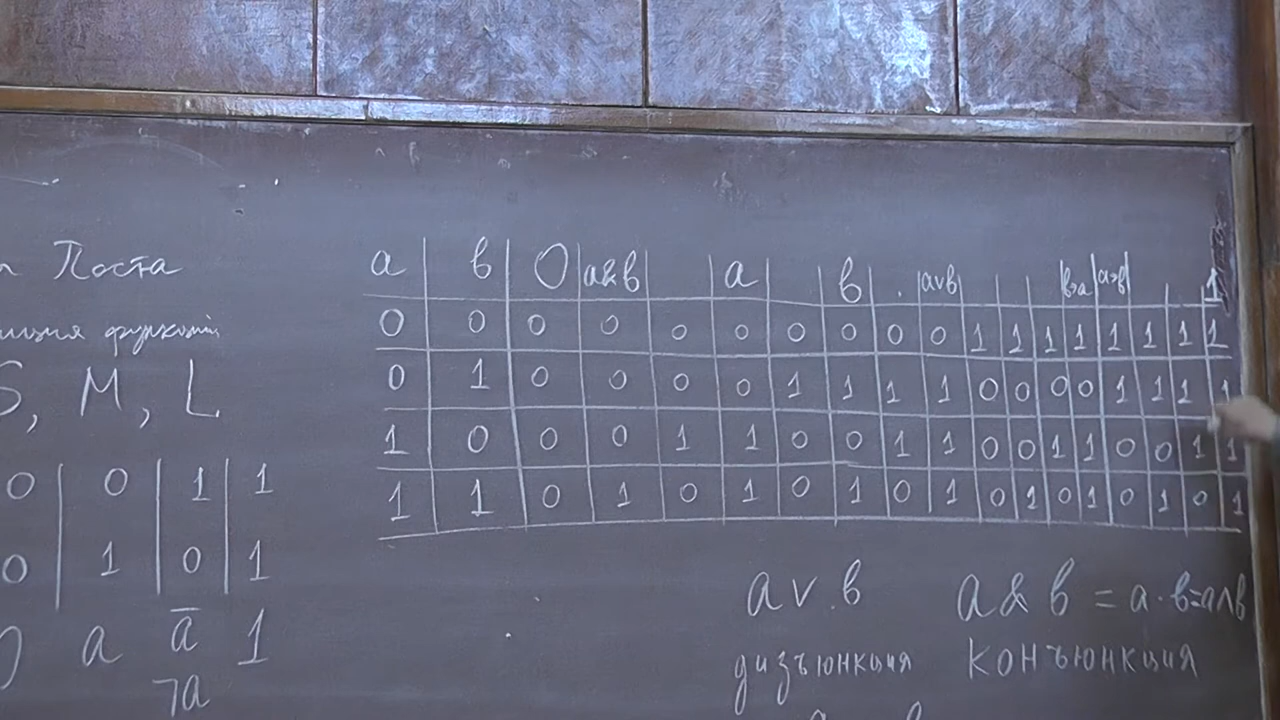 Поста
функций
S, M, L
0 0 1 1
0 1 0 1
0 a a̅ 1
¬a
a в 0 a&в a в a∨в в→a a→в 1
0 0 0 0 0 0 0 0 0 0 1 1 1 1 1 1 1 1
0 1 0 0 0 0 1 1 1 1 0 0 0 0 1 1 1 1
1 0 0 0 1 1 0 0 1 1 0 0 1 1 0 0 1 1
1 1 0 1 0 1 0 1 0 1 0 1 0 1 0 1 0 1
a∨в a & в = a·в=a∧в
дизъюнкция конъюнкция